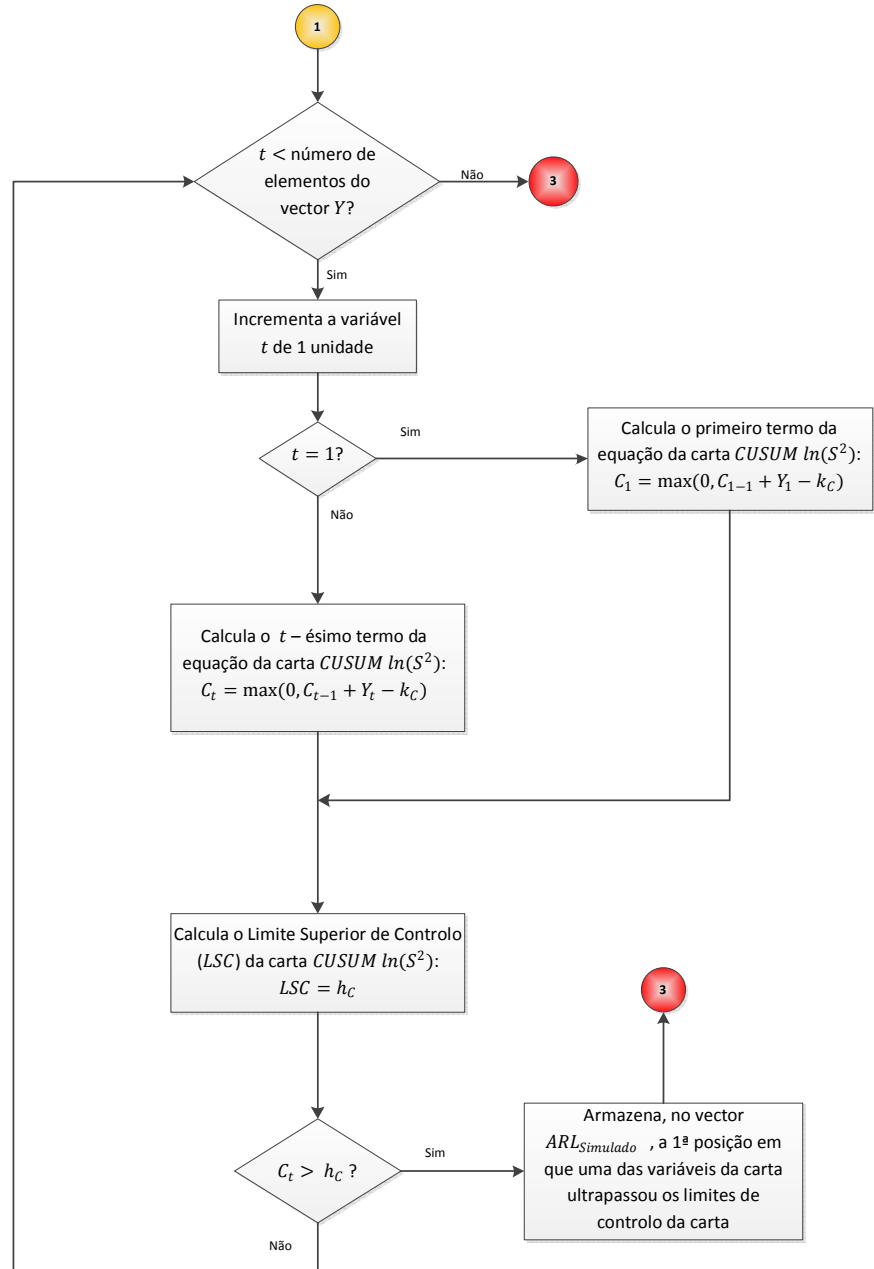 1
𝑡 < número de
elementos do
vector 𝑌?
Não
3
Sim
Incrementa a variável
𝑡 de 1 unidade
𝑡 = 1?
Sim
Calcula o primeiro termo da
equação da carta 𝐶𝑈𝑆𝑈𝑀 𝑙𝑛(𝑆²):
𝐶₁ = max(0, 𝐶₁₋₁ + 𝑌₁ − 𝑘_𝐶)
Não
Calcula o 𝑡 – ésimo termo da
equação da carta 𝐶𝑈𝑆𝑈𝑀 𝑙𝑛(𝑆²):
𝐶_𝑡 = max(0, 𝐶_{𝑡−1} + 𝑌_𝑡 − 𝑘_𝐶)
Calcula o Limite Superior de Controlo
(𝐿𝑆𝐶) da carta 𝐶𝑈𝑆𝑈𝑀 𝑙𝑛(𝑆²):
𝐿𝑆𝐶 = ℎ_𝐶
3
𝐶_𝑡 > ℎ_𝐶 ?
Sim
Armazena, no vector
𝐴𝑅𝐿_{𝑆𝑖𝑚𝑢𝑙𝑎𝑑𝑜} , a 1ª posição em
que uma das variáveis da carta
ultrapassou os limites de
controlo da carta
Não